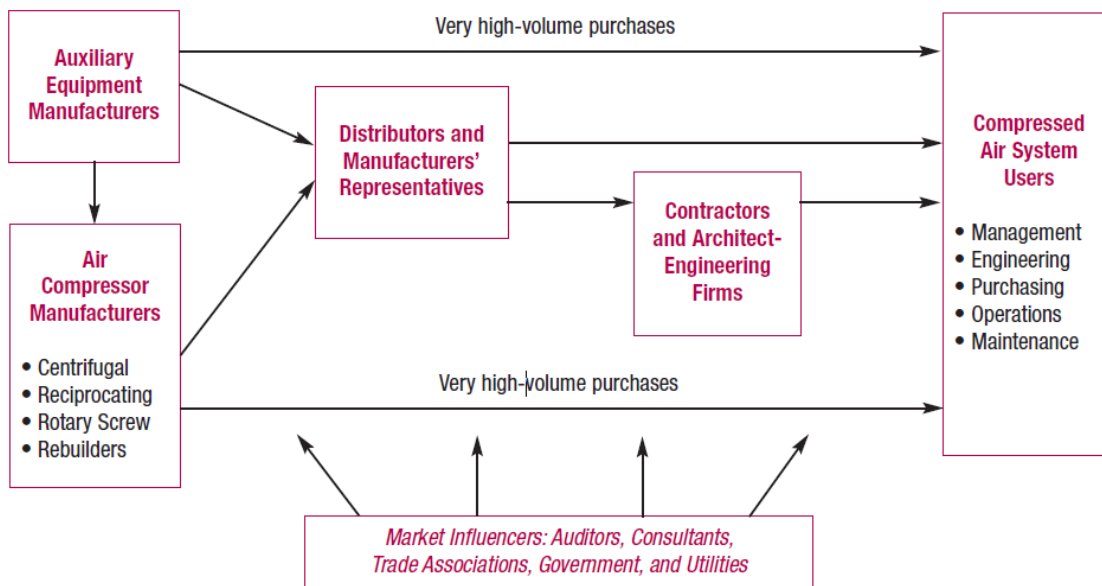 Very high-volume purchases
Auxiliary
Equipment
Manufacturers
Distributors and
Manufacturers'
Representatives
Compressed
Air System
Users
• Management
• Engineering
• Purchasing
• Operations
• Maintenance
Contractors
and Architect-
Engineering
Firms
Air
Compressor
Manufacturers
• Centrifugal
• Reciprocating
• Rotary Screw
• Rebuilders
Very high-volume purchases
Market Influencers: Auditors, Consultants,
Trade Associations, Government, and Utilities